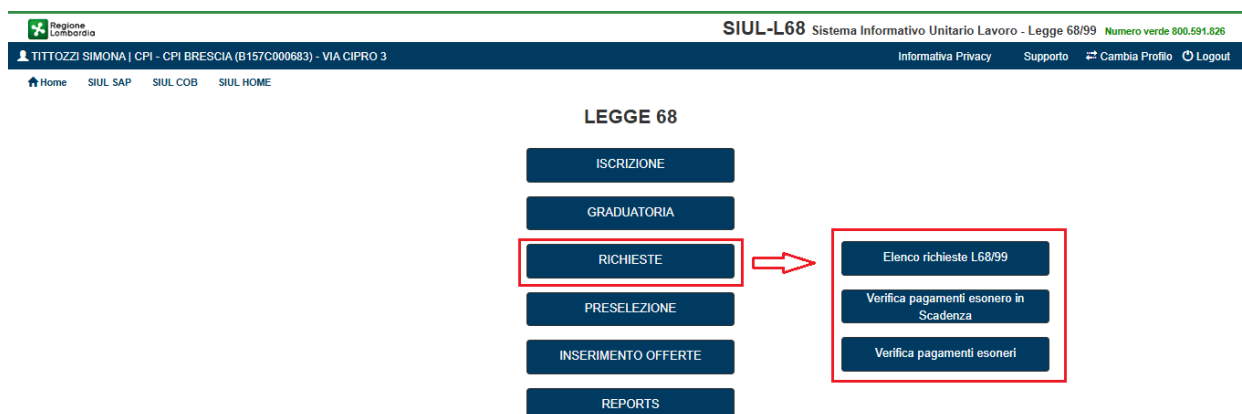 Regione
Lombardia
SIUL-L68 Sistema Informativo Unitario Lavoro - Legge 68/99 Numero verde 800.591.826
TITTOZZI SIMONA | CPI - CPI BRESCIA (B157C000683) - VIA CIPRO 3
Informativa Privacy Supporto Cambia Profilo Logout
Home SIUL SAP SIUL COB SIUL HOME
LEGGE 68
ISCRIZIONE
GRADUATORIA
RICHIESTE
PRESELEZIONE
INSERIMENTO OFFERTE
REPORTS
Elenco richieste L68/99
Verifica pagamenti esonero in
Scadenza
Verifica pagamenti esoneri